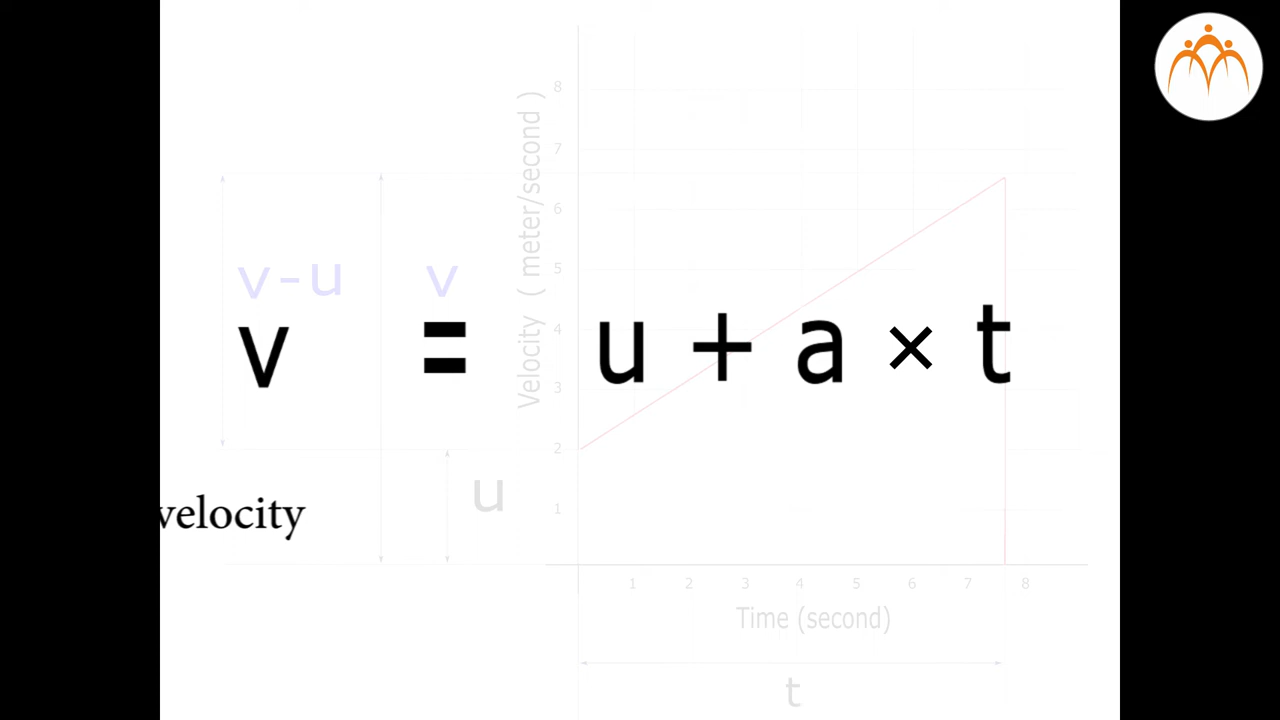 8
7
6
5
4
3
2
1
Velocity ( meter/second )
v-u
v
v = u + a × t
u
velocity
1 2 3 4 5 6 7 8
Time (second)
t